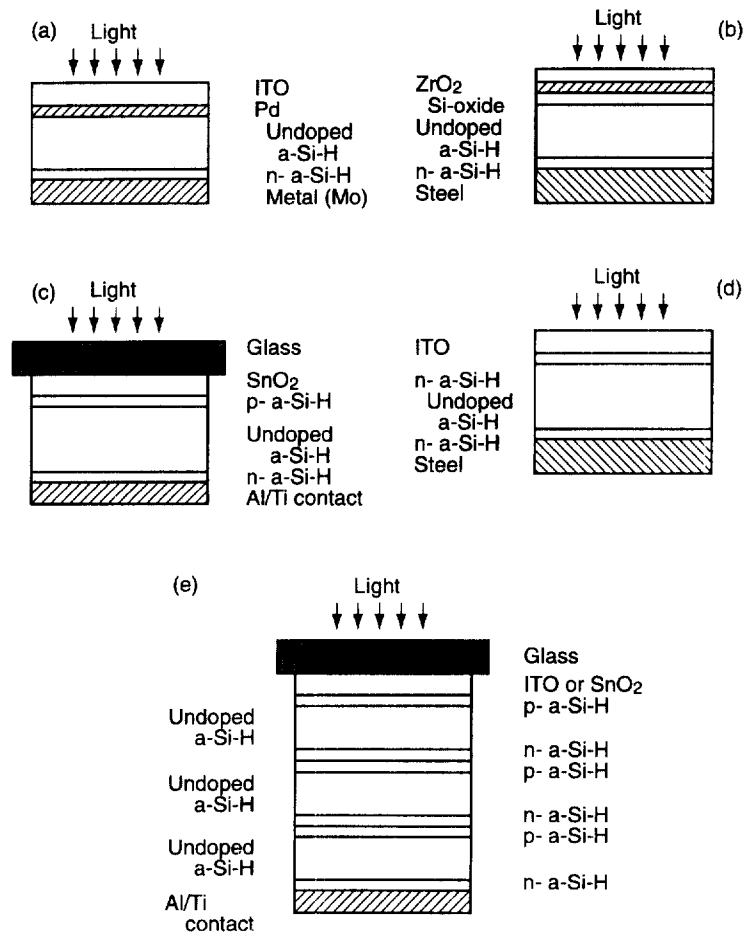 (a)
Light
ITO
Pd
Undoped
a-Si-H
n- a-Si-H
Metal (Mo)
(b)
Light
ZrO₂
Si-oxide
Undoped
a-Si-H
n- a-Si-H
Steel
(c)
Light
Glass
SnO₂
p- a-Si-H
Undoped
a-Si-H
n- a-Si-H
Al/Ti contact
(d)
Light
ITO
n- a-Si-H
Undoped
a-Si-H
n- a-Si-H
Steel
(e)
Light
Glass
ITO or SnO₂
p- a-Si-H
Undoped
a-Si-H
n- a-Si-H
p- a-Si-H
Undoped
a-Si-H
n- a-Si-H
p- a-Si-H
Undoped
a-Si-H
n- a-Si-H
Al/Ti
contact